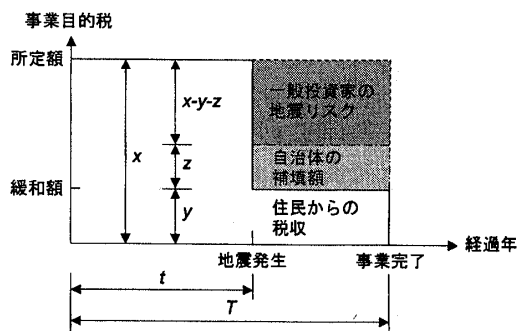 事業目的税
所定額
x-y-z
一般投資家の
地震リスク
x
z
自治体の
補填額
緩和額
y
住民からの
税収
経過年
地震発生
事業完了
t
T